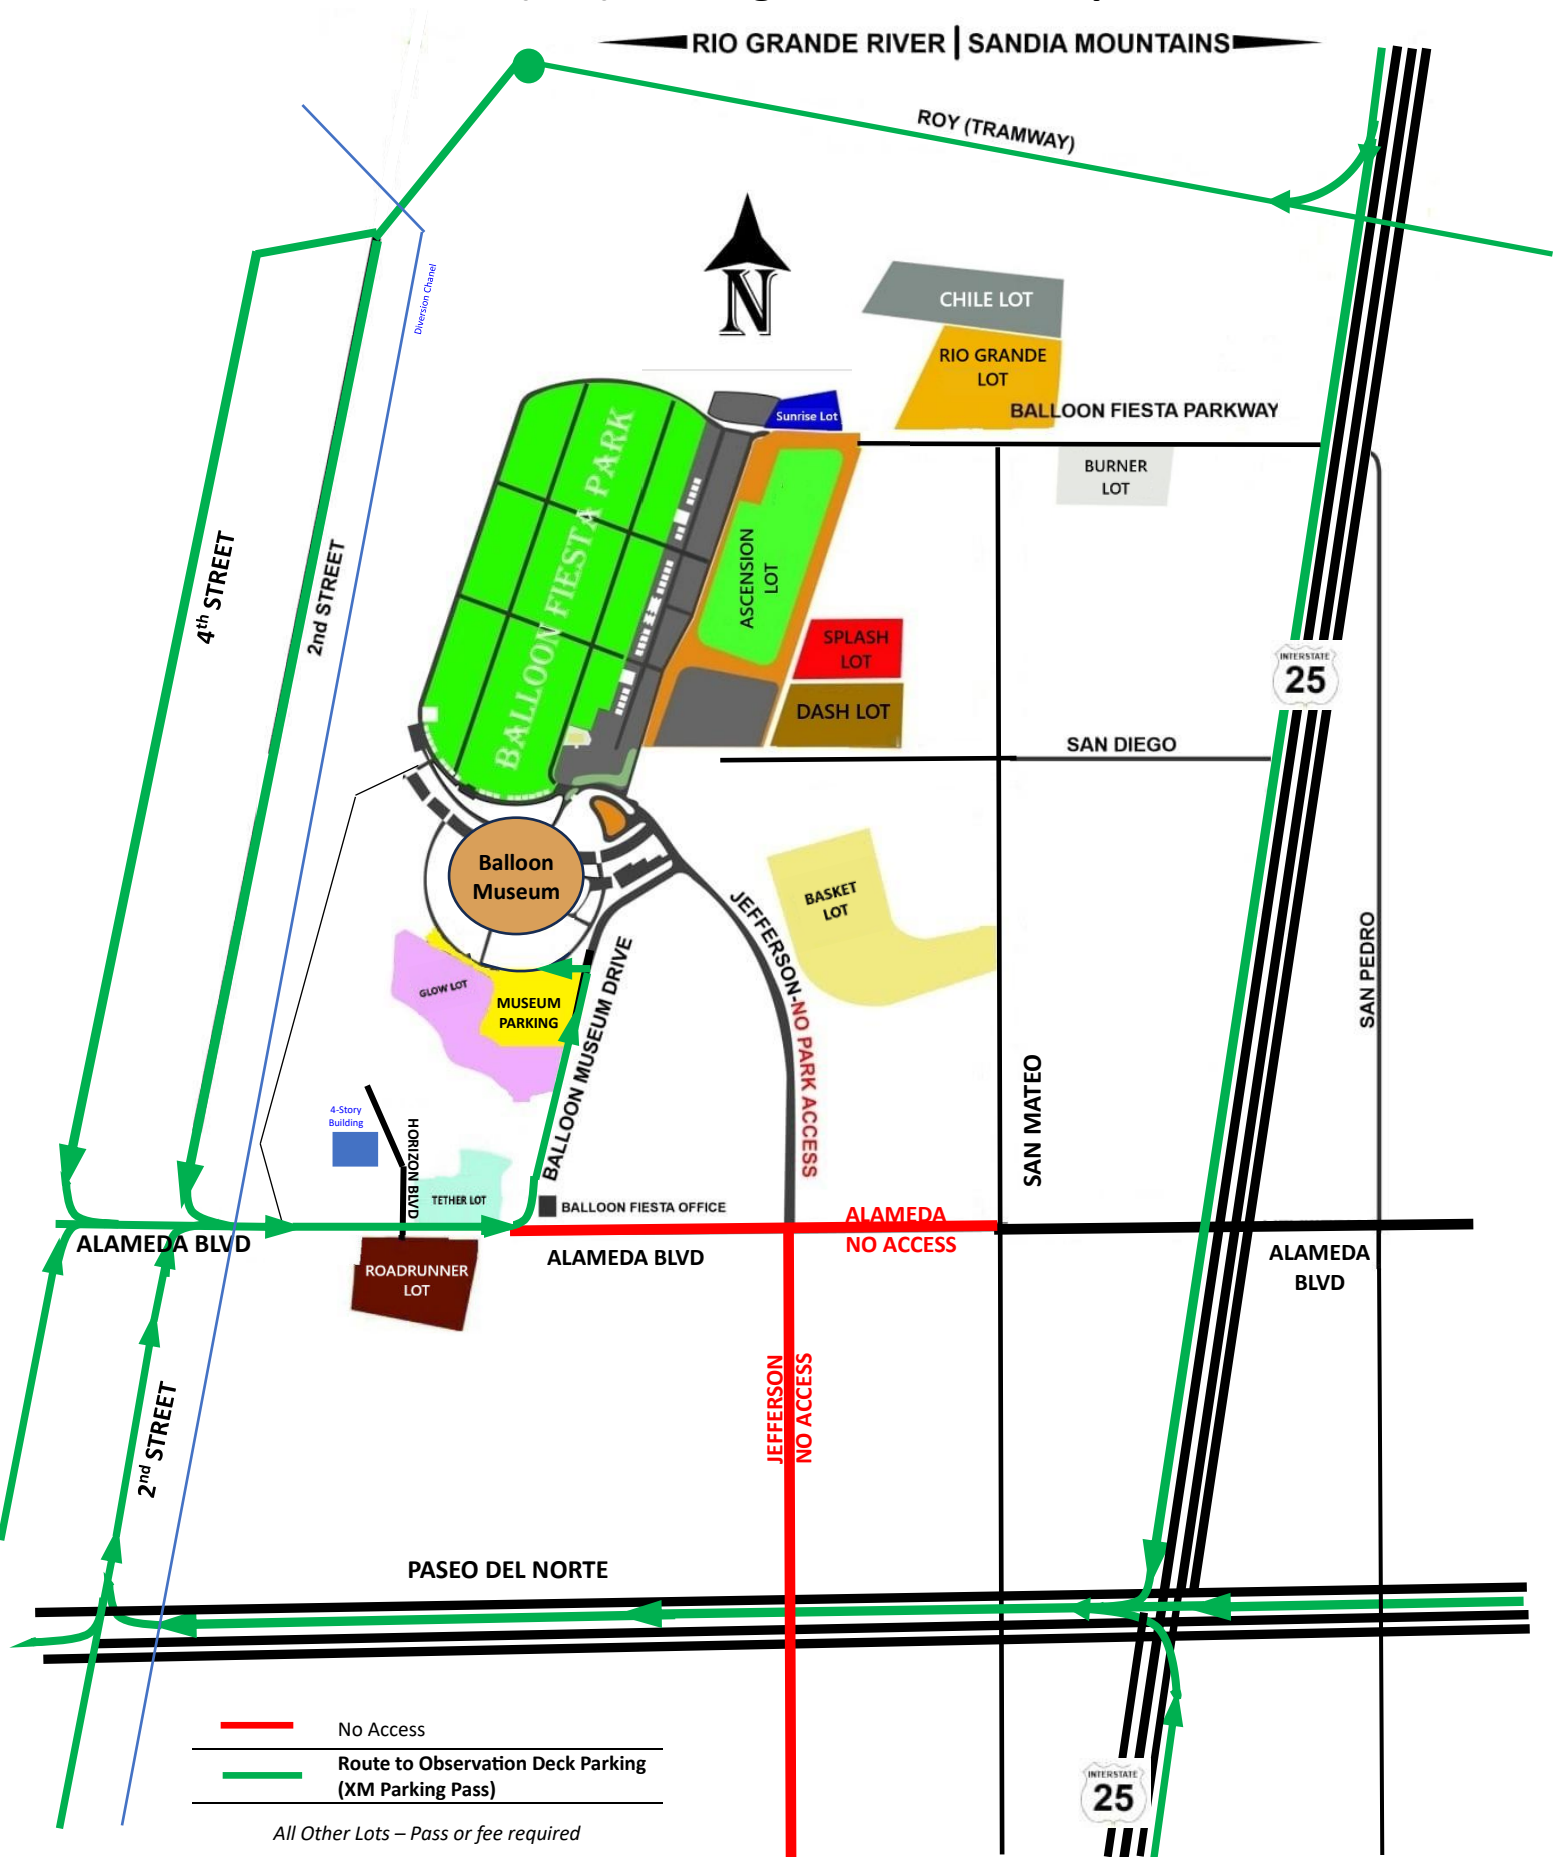 RIO GRANDE RIVER | SANDIA MOUNTAINS
ROY (TRAMWAY)
N
Diversion Chanel
CHILE LOT
RIO GRANDE
LOT
BALLOON FIESTA PARKWAY
Sunrise Lot
BURNER
LOT
BALLOON FIESTA PARK
ASCENSION
LOT
4th STREET
2nd STREET
SPLASH
LOT
DASH LOT
INTERSTATE
25
SAN DIEGO
Balloon
Museum
BASKET
LOT
JEFFERSON-NO PARK ACCESS
SAN PEDRO
GLOW LOT
MUSEUM
PARKING
BALLOON MUSEUM DRIVE
SAN MATEO
4-Story
Building
HORIZON BLVD
TETHER LOT
BALLOON FIESTA OFFICE
ALAMEDA
NO ACCESS
ALAMEDA BLVD
ALAMEDA BLVD
ALAMEDA
BLVD
ROADRUNNER
LOT
JEFFERSON
NO ACCESS
2nd STREET
PASEO DEL NORTE
No Access
Route to Observation Deck Parking
(XM Parking Pass)
INTERSTATE
25
All Other Lots – Pass or fee required